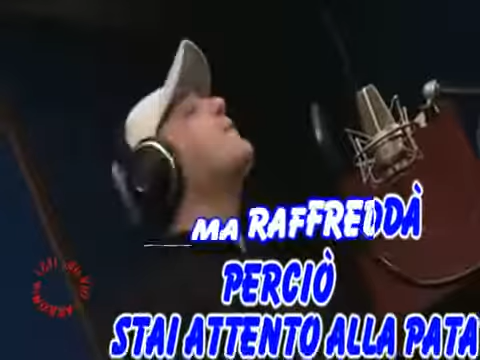 MA RAFFREDDÀ
PERCIÒ
STAI ATTENTO ALLA PATA